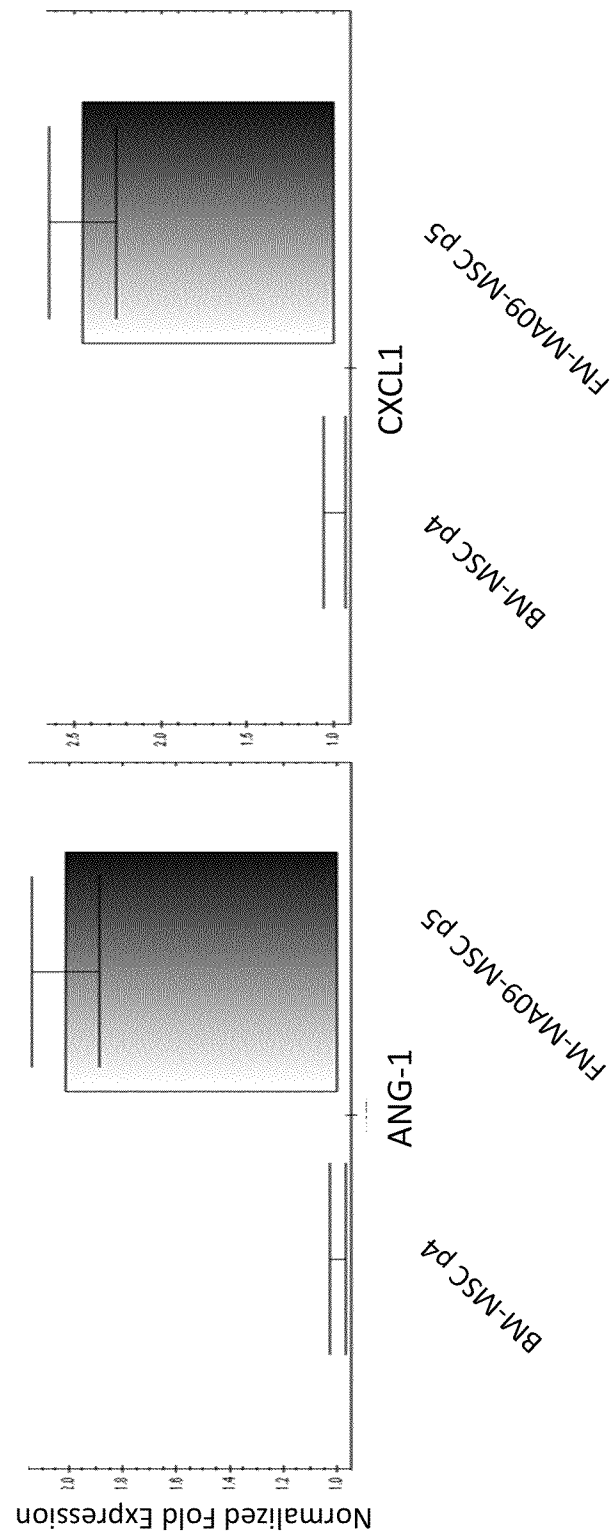 Normalized Fold Expression
2.0
1.8
1.6
1.4
1.2
1.0
BM-MSC p4
FM-MA09-MSC p5
ANG-1
2.5
2.0
1.5
1.0
BM-MSC p4
FM-MA09-MSC p5
CXCL1